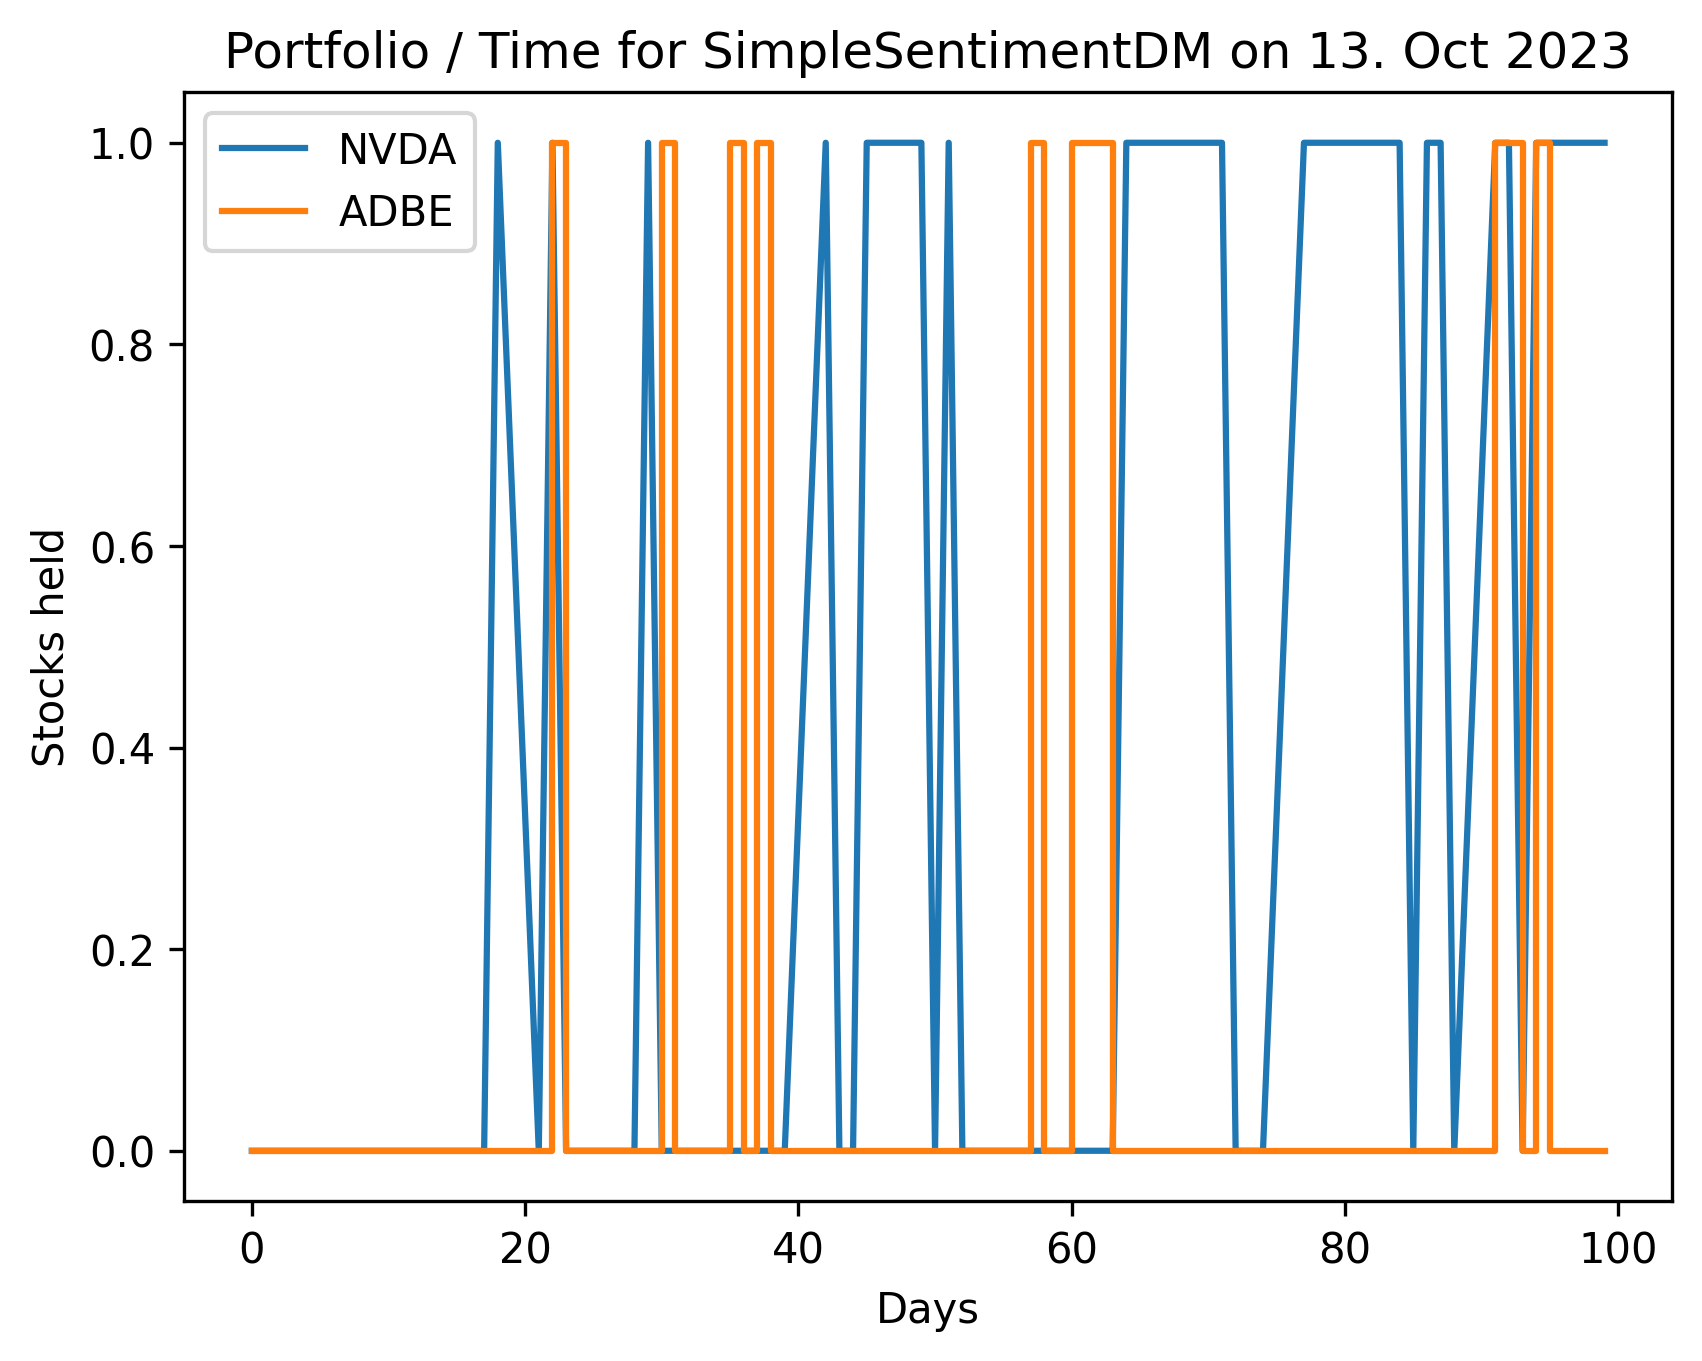 Portfolio / Time for SimpleSentimentDM on 13. Oct 2023
NVDA
ADBE
1.0
0.8
0.6
0.4
0.2
0.0
Stocks held
0 20 40 60 80 100
Days